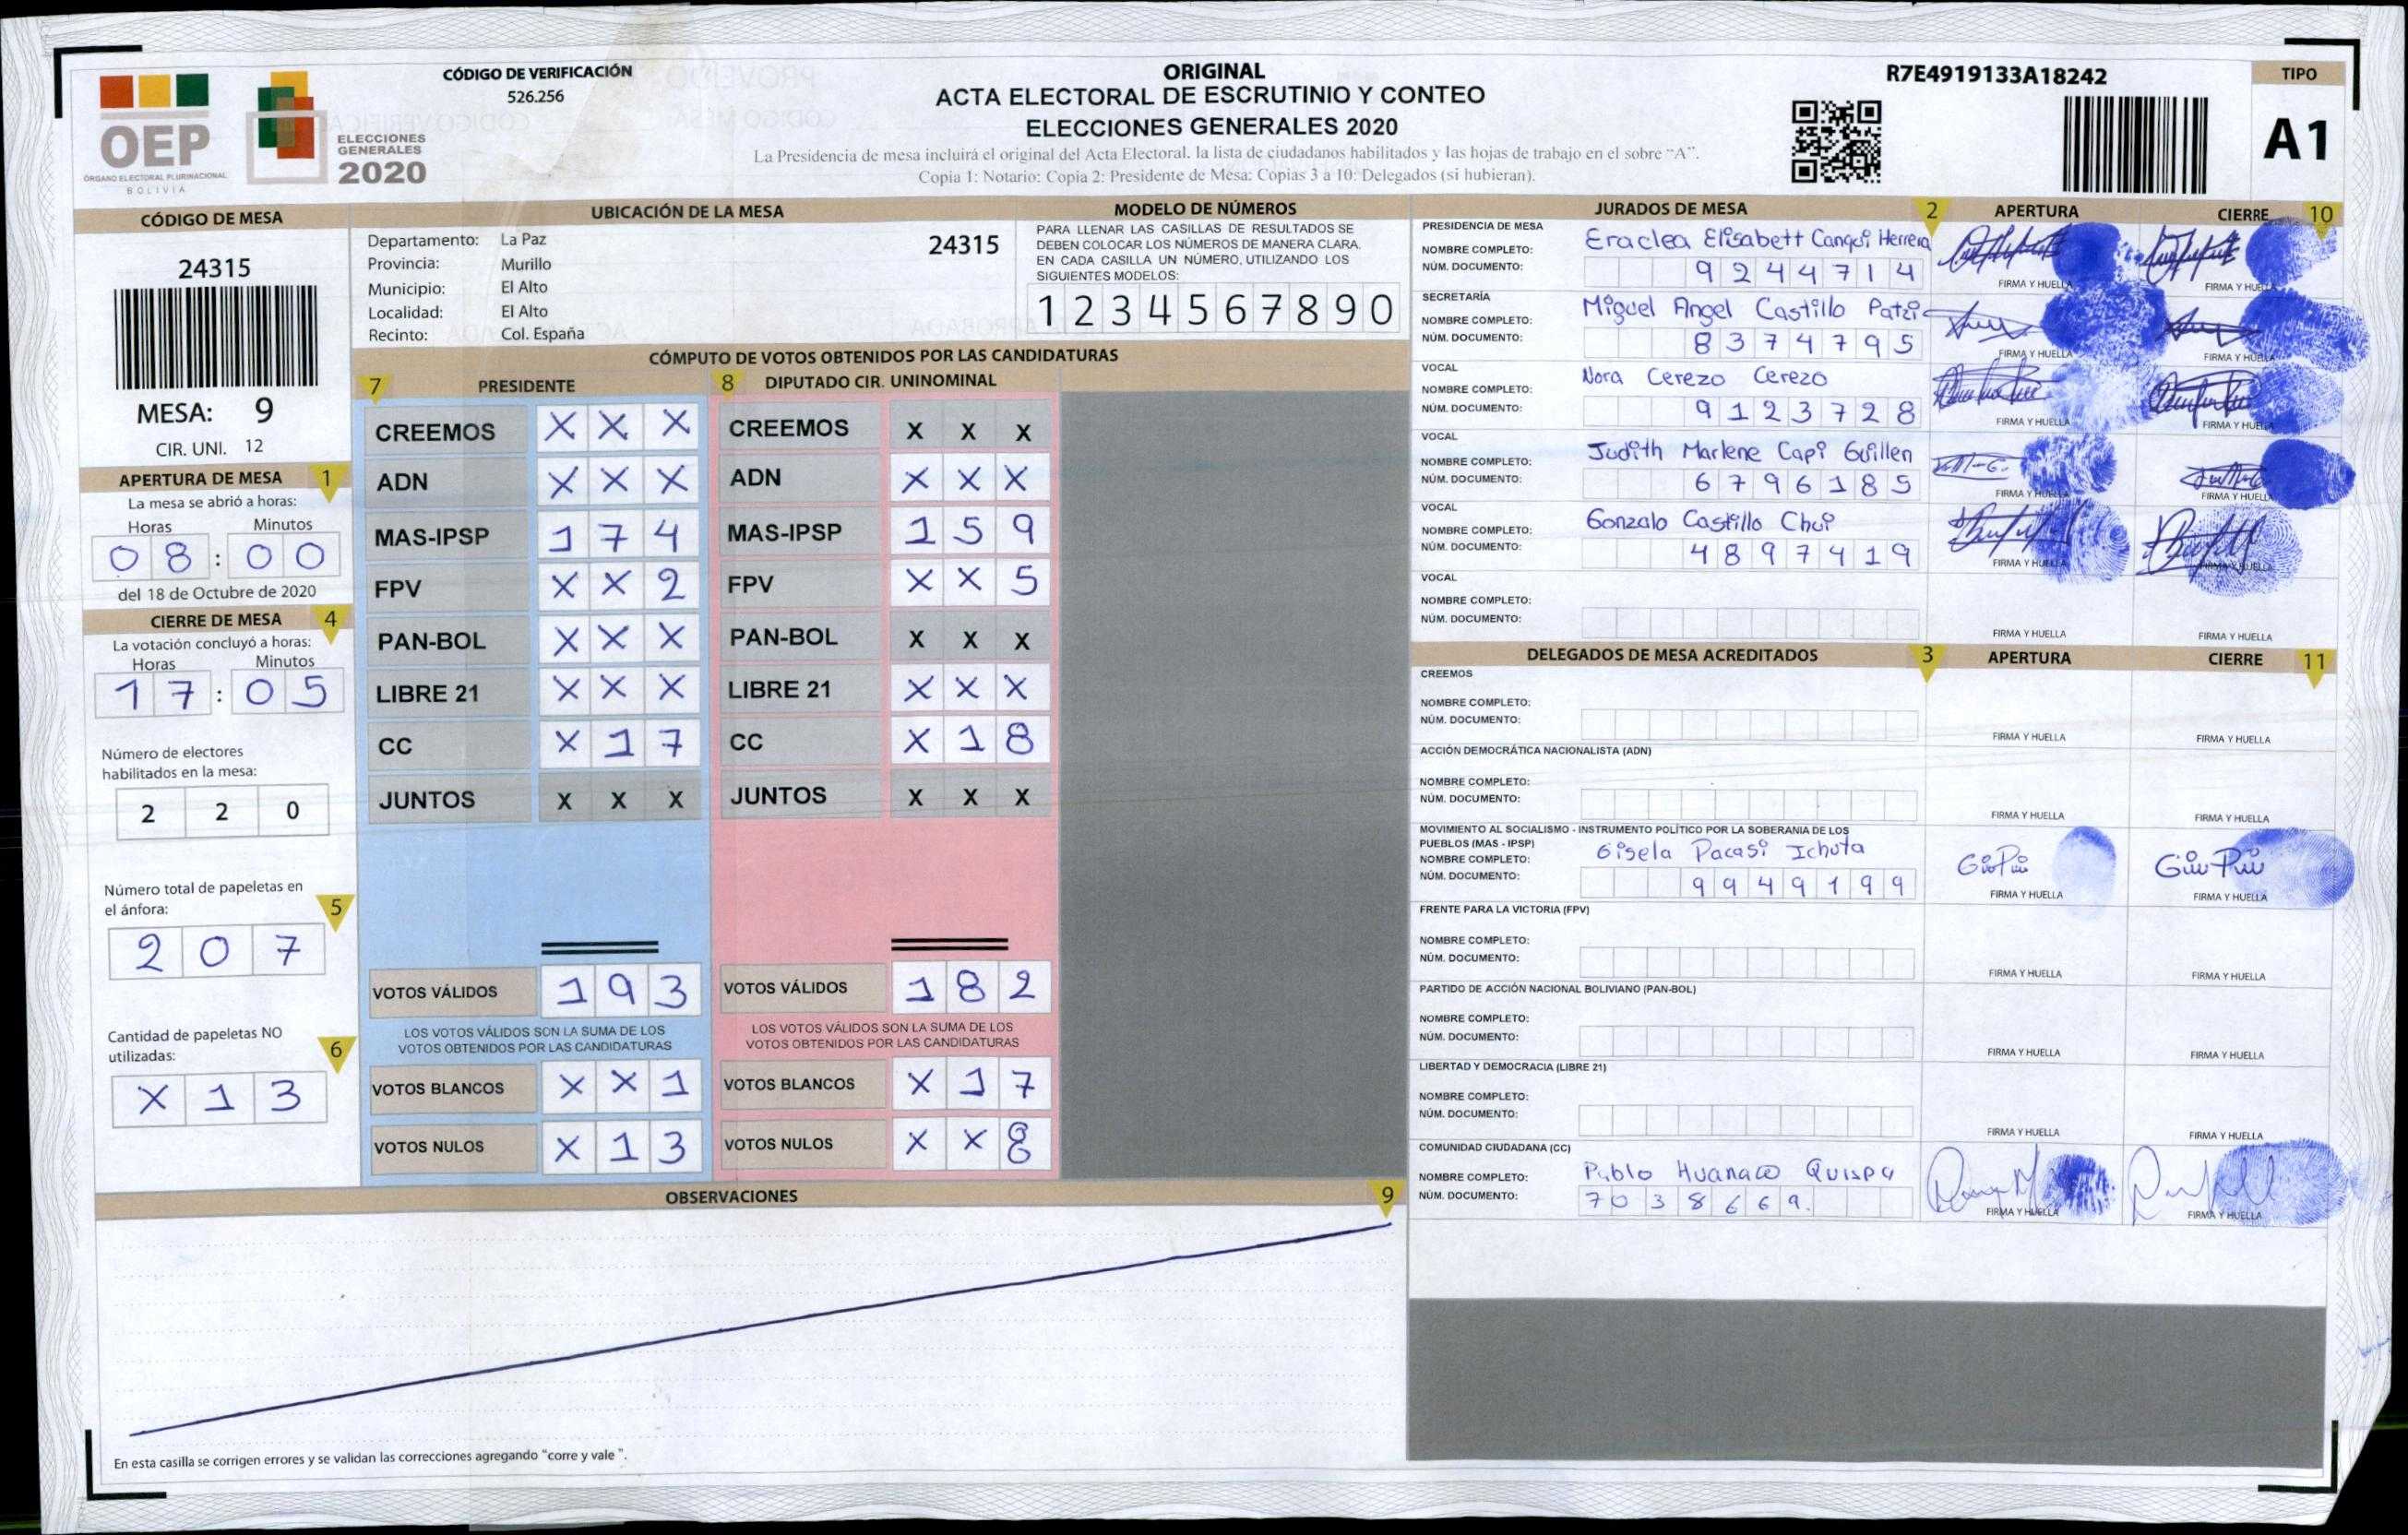 CÓDIGO DE VERIFICACIÓN
526.256
ORIGINAL
ACTA ELECTORAL DE ESCRUTINIO Y CONTEO
ELECCIONES GENERALES 2020
La Presidencia de mesa incluirá el original del Acta Electoral, la lista de ciudadanos habilitados y las hojas de trabajo en el sobre "A".
Copia 1: Notario: Copia 2: Presidente de Mesa: Copias 3 a 10: Delegados (si hubieran).
R7E4919133A18242
TIPO
A1
OEP
ÓRGANO ELECTORAL PLURINACIONAL
BOLIVIA
ELECCIONES
GENERALES
2020
CÓDIGO DE MESA
24315
MESA: 9
CIR. UNI. 12
APERTURA DE MESA 1
La mesa se abrió a horas:
Horas Minutos
08:00
del 18 de Octubre de 2020
CIERRE DE MESA 4
La votación concluyó a horas:
Horas Minutos
17:05
Número de electores
habilitados en la mesa:
2 2 0
Número total de papeletas en
el ánfora: 5
2 0 7
Cantidad de papeletas NO
utilizadas: 6
X 1 3
UBICACIÓN DE LA MESA
Departamento: La Paz 24315
Provincia: Murillo
Municipio: El Alto
Localidad: El Alto
Recinto: Col. España
MODELO DE NÚMEROS
PARA LLENAR LAS CASILLAS DE RESULTADOS SE
DEBEN COLOCAR LOS NÚMEROS DE MANERA CLARA.
EN CADA CASILLA UN NÚMERO, UTILIZANDO LOS
SIGUIENTES MODELOS:
1 2 3 4 5 6 7 8 9 0
CÓMPUTO DE VOTOS OBTENIDOS POR LAS CANDIDATURAS
7 PRESIDENTE 8 DIPUTADO CIR. UNINOMINAL
CREEMOS X X X CREEMOS X X X
ADN X X X ADN X X X
MAS-IPSP 1 7 4 MAS-IPSP 1 5 9
FPV X X 2 FPV X X 5
PAN-BOL X X X PAN-BOL X X X
LIBRE 21 X X X LIBRE 21 X X X
CC X 1 7 CC X 1 8
JUNTOS X X X JUNTOS X X X
VOTOS VÁLIDOS 1 9 3 VOTOS VÁLIDOS 1 8 2
LOS VOTOS VÁLIDOS SON LA SUMA DE LOS LOS VOTOS VÁLIDOS SON LA SUMA DE LOS
VOTOS OBTENIDOS POR LAS CANDIDATURAS VOTOS OBTENIDOS POR LAS CANDIDATURAS
VOTOS BLANCOS X X 1 VOTOS BLANCOS X 1 7
VOTOS NULOS X 1 3 VOTOS NULOS X X 8
OBSERVACIONES 9
En esta casilla se corrigen errores y se validan las correcciones agregando "corre y vale ".
JURADOS DE MESA 2 APERTURA CIERRE 10
PRESIDENCIA DE MESA
NOMBRE COMPLETO: Eraclea Elisabett Canqui Herrera
NÚM. DOCUMENTO: 9244714
FIRMA Y HUELLA FIRMA Y HUELLA
SECRETARÍA
NOMBRE COMPLETO: Miguel Angel Castillo Patzi
NÚM. DOCUMENTO: 8374795
FIRMA Y HUELLA FIRMA Y HUELLA
VOCAL
NOMBRE COMPLETO: Nora Cerezo Cerezo
NÚM. DOCUMENTO: 9123728
FIRMA Y HUELLA FIRMA Y HUELLA
VOCAL
NOMBRE COMPLETO: Judith Marlene Capi Guillen
NÚM. DOCUMENTO: 6796185
FIRMA Y HUELLA FIRMA Y HUELLA
VOCAL
NOMBRE COMPLETO: Gonzalo Castillo Chui
NÚM. DOCUMENTO: 4897419
FIRMA Y HUELLA FIRMA Y HUELLA
VOCAL
NOMBRE COMPLETO:
NÚM. DOCUMENTO:
FIRMA Y HUELLA FIRMA Y HUELLA
DELEGADOS DE MESA ACREDITADOS 3 APERTURA CIERRE 11
CREEMOS
NOMBRE COMPLETO:
NÚM. DOCUMENTO:
FIRMA Y HUELLA FIRMA Y HUELLA
ACCIÓN DEMOCRÁTICA NACIONALISTA (ADN)
NOMBRE COMPLETO:
NÚM. DOCUMENTO:
FIRMA Y HUELLA FIRMA Y HUELLA
MOVIMIENTO AL SOCIALISMO - INSTRUMENTO POLÍTICO POR LA SOBERANIA DE LOS
PUEBLOS (MAS - IPSP)
NOMBRE COMPLETO: Gisela Pacasi Ichuta
NÚM. DOCUMENTO: 9949199
FIRMA Y HUELLA FIRMA Y HUELLA
FRENTE PARA LA VICTORIA (FPV)
NOMBRE COMPLETO:
NÚM. DOCUMENTO:
FIRMA Y HUELLA FIRMA Y HUELLA
PARTIDO DE ACCIÓN NACIONAL BOLIVIANO (PAN-BOL)
NOMBRE COMPLETO:
NÚM. DOCUMENTO:
FIRMA Y HUELLA FIRMA Y HUELLA
LIBERTAD Y DEMOCRACIA (LIBRE 21)
NOMBRE COMPLETO:
NÚM. DOCUMENTO:
FIRMA Y HUELLA FIRMA Y HUELLA
COMUNIDAD CIUDADANA (CC)
NOMBRE COMPLETO: Pablo Huanaco Quispe
NÚM. DOCUMENTO: 7038669.
FIRMA Y HUELLA FIRMA Y HUELLA